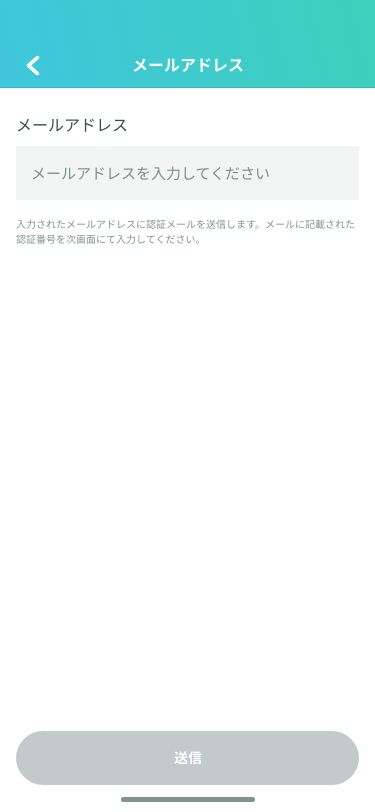 メールアドレス
メールアドレス
メールアドレスを入力してください
入力されたメールアドレスに認証メールを送信します。メールに記載された
認証番号を次画面にて入力してください。
送信